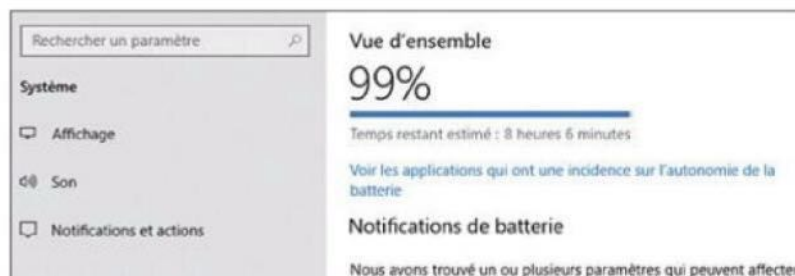 Rechercher un paramètre
Système
Affichage
Son
Notifications et actions
Vue d'ensemble
99%
Temps restant estimé : 8 heures 6 minutes
Voir les applications qui ont une incidence sur l'autonomie de la
batterie
Notifications de batterie
Nous avons trouvé un ou plusieurs paramètres qui peuvent affecter